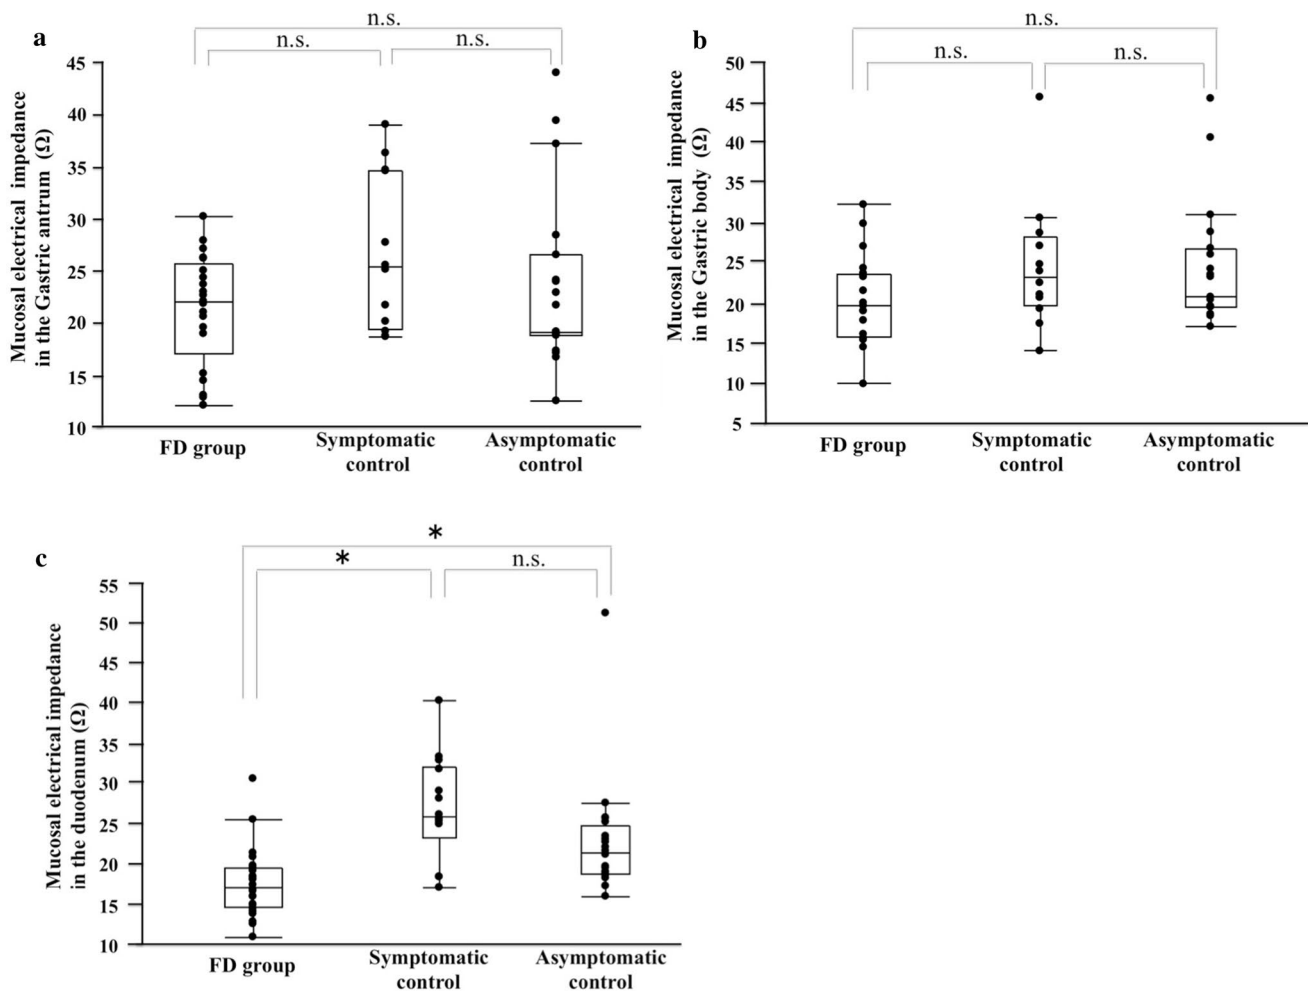 a
n.s.
n.s.
n.s.
Mucosal electrical impedance
in the Gastric antrum (Ω)
45
40
35
30
25
20
15
10
FD group
Symptomatic
control
Asymptomatic
control
b
n.s.
n.s.
n.s.
Mucosal electrical impedance
in the Gastric body (Ω)
50
45
40
35
30
25
20
15
10
5
FD group
Symptomatic
control
Asymptomatic
control
c
*
*
n.s.
Mucosal electrical impedance
in the duodenum (Ω)
55
50
45
40
35
30
25
20
15
10
FD group
Symptomatic
control
Asymptomatic
control